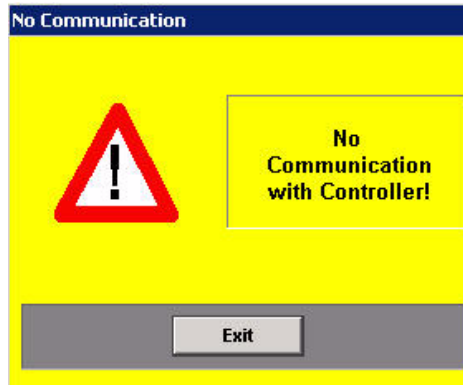 No Communication
No
Communication
with Controller!
Exit